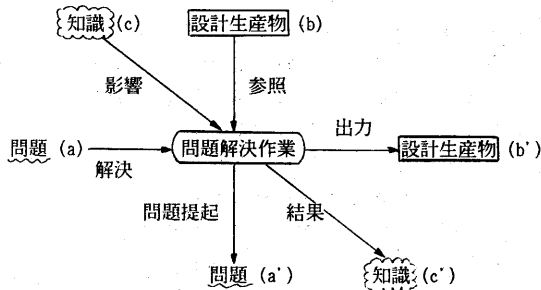 知識 (c)
設計生産物 (b)
影響
参照
出力
問題 (a)
問題解決作業
設計生産物 (b')
解決
問題提起
結果
問題 (a')
知識 (c')